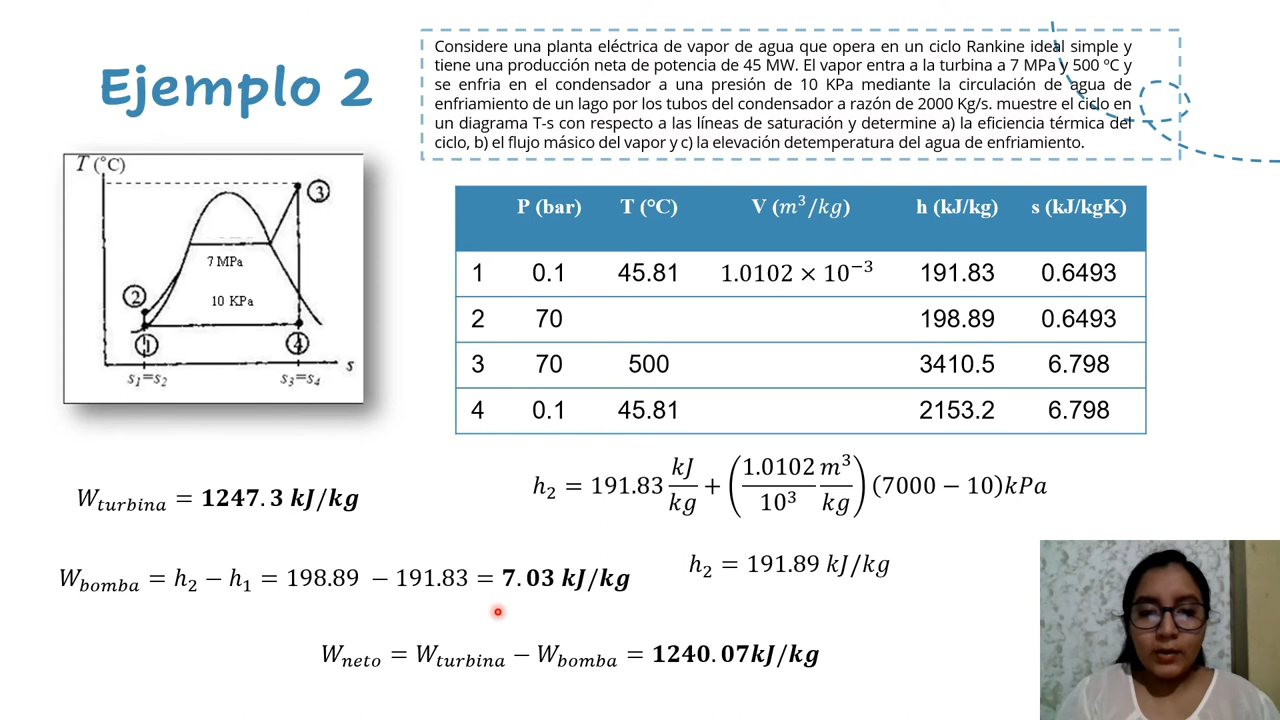 Ejemplo 2
Considere una planta eléctrica de vapor de agua que opera en un ciclo Rankine ideal simple y
tiene una producción neta de potencia de 45 MW. El vapor entra a la turbina a 7 MPa y 500 °C y
se enfria en el condensador a una presión de 10 KPa mediante la circulación de agua de
enfriamiento de un lago por los tubos del condensador a razón de 2000 Kg/s. muestre el ciclo en
un diagrama T-s con respecto a las líneas de saturación y determine a) la eficiencia térmica del
ciclo, b) el flujo másico del vapor y c) la elevación detemperatura del agua de enfriamiento.
T (°C)
3
7 MPa
2
10 KPa
1
4
s
s₁=s₂
s₃=s₄
P (bar) T (°C) V (m³/kg) h (kJ/kg) s (kJ/kgK)
1 0.1 45.81 1.0102 × 10⁻³ 191.83 0.6493
2 70 198.89 0.6493
3 70 500 3410.5 6.798
4 0.1 45.81 2153.2 6.798
W_turbina = 1247.3 kJ/kg
h₂ = 191.83 kJ/kg + (1.0102/10³ m³/kg) (7000 − 10)kPa
W_bomba = h₂ − h₁ = 198.89 − 191.83 = 7.03 kJ/kg
h₂ = 191.89 kJ/kg
W_neto = W_turbina − W_bomba = 1240.07kJ/kg